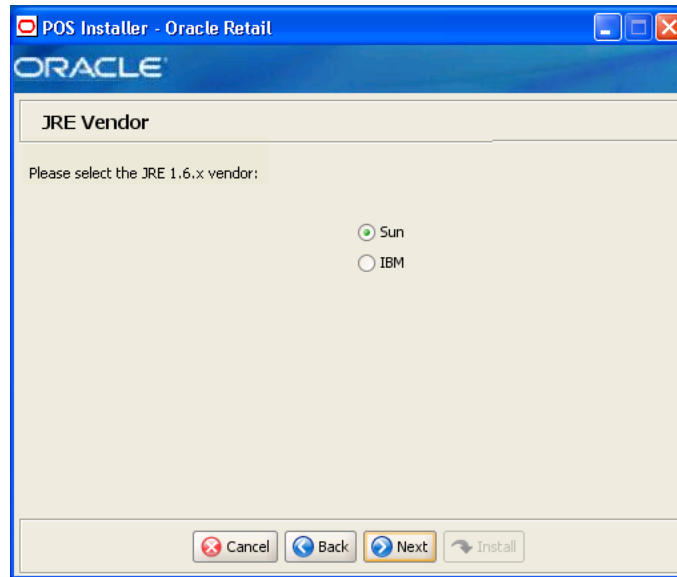 POS Installer - Oracle Retail
ORACLE
JRE Vendor
Please select the JRE 1.6.x vendor:
Sun
IBM
Cancel
Back
Next
Install